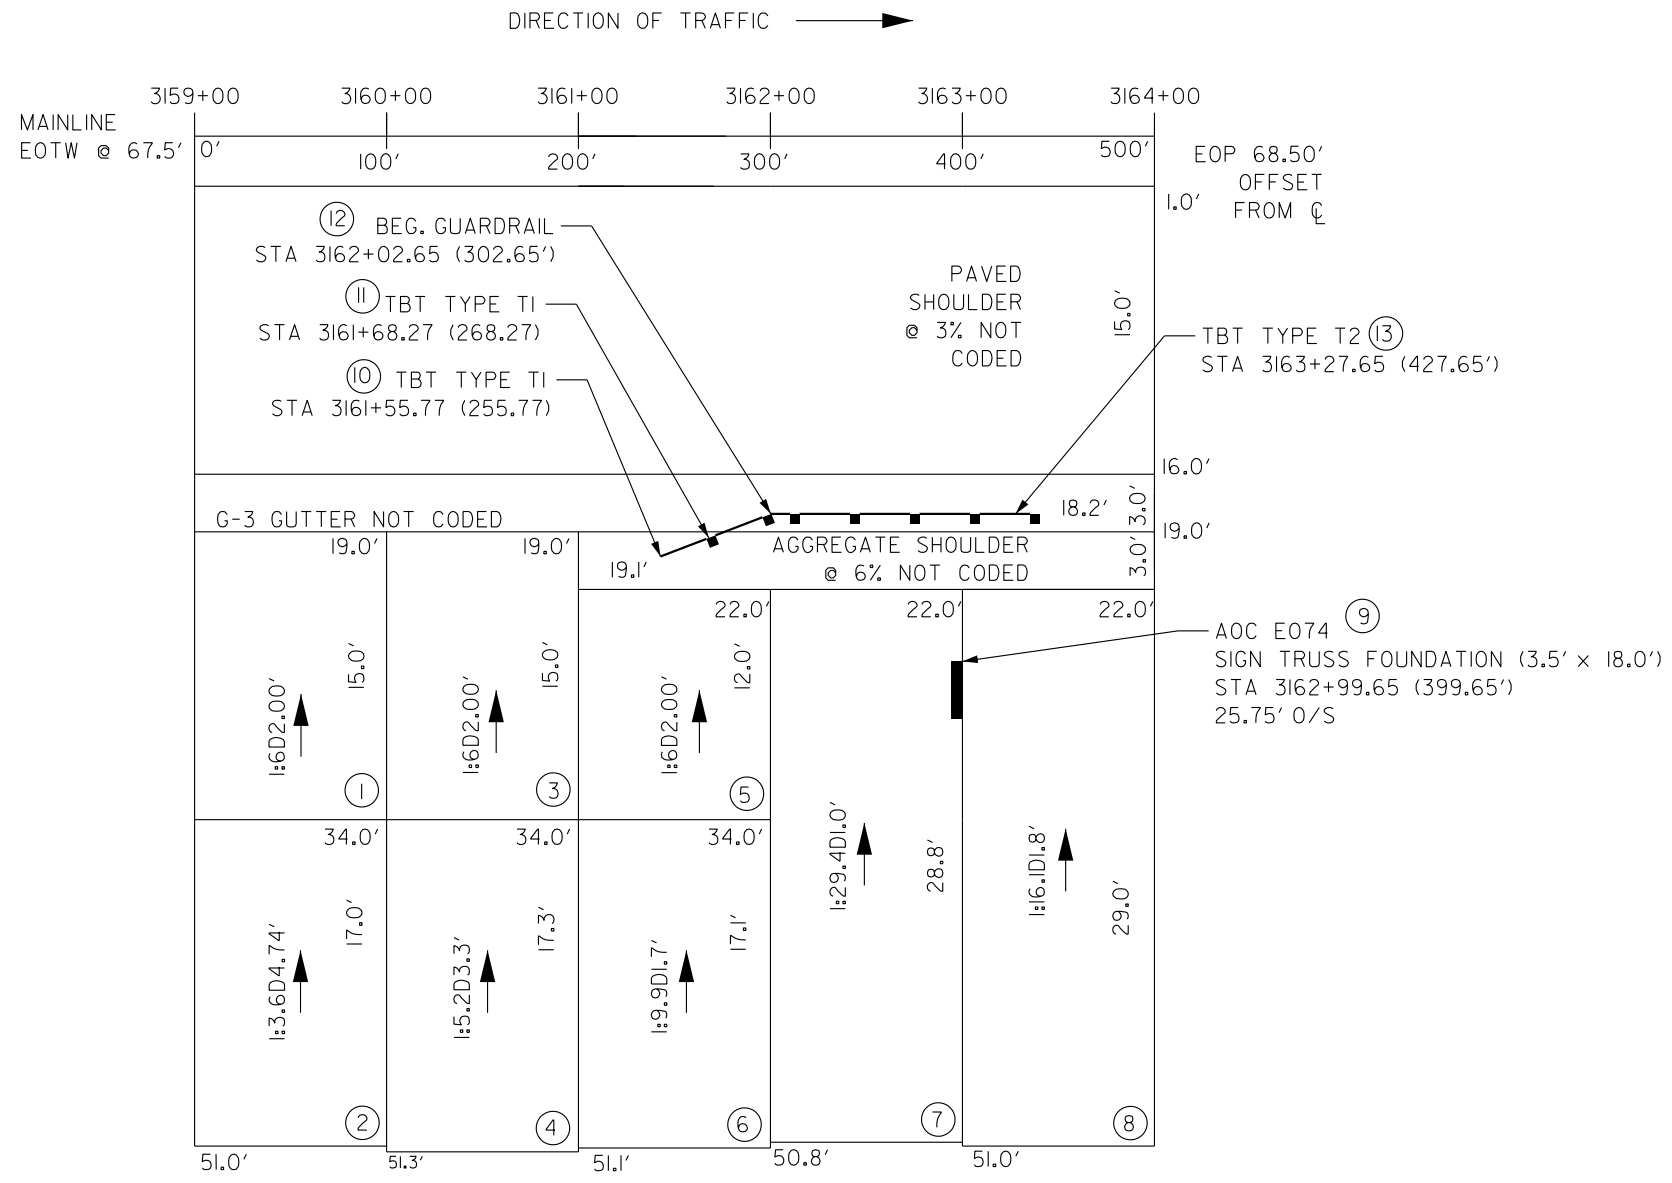 DIRECTION OF TRAFFIC
3159+00 3160+00 3161+00 3162+00 3163+00 3164+00
MAINLINE
EOTW @ 67.5'
0' 100' 200' 300' 400' 500'
EOP 68.50'
OFFSET
FROM ℄
1.0'
12 BEG. GUARDRAIL
STA 3162+02.65 (302.65')
11 TBT TYPE T1
STA 3161+68.27 (268.27)
10 TBT TYPE T1
STA 3161+55.77 (255.77)
PAVED
SHOULDER
@ 3% NOT
CODED
15.0'
TBT TYPE T2 13
STA 3163+27.65 (427.65')
16.0'
G-3 GUTTER NOT CODED
18.2'
3.0'
19.0'
19.0'
19.0'
19.1'
AGGREGATE SHOULDER
@ 6% NOT CODED
3.0'
22.0'
22.0'
22.0'
AOC EO74 9
SIGN TRUSS FOUNDATION (3.5' x 18.0')
STA 3162+99.65 (399.65')
25.75' O/S
1:6D2.00'
15.0'
1
1:6D2.00'
15.0'
3
1:6D2.00'
12.0'
5
34.0'
34.0'
34.0'
1:3.6D4.74'
17.0'
2
1:5.2D3.3'
17.3'
4
1:9.9D1.7'
17.1'
6
1:29.4D1.0'
28.8'
7
1:16.1D1.8'
29.0'
8
51.0'
51.3'
51.1'
50.8'
51.0'